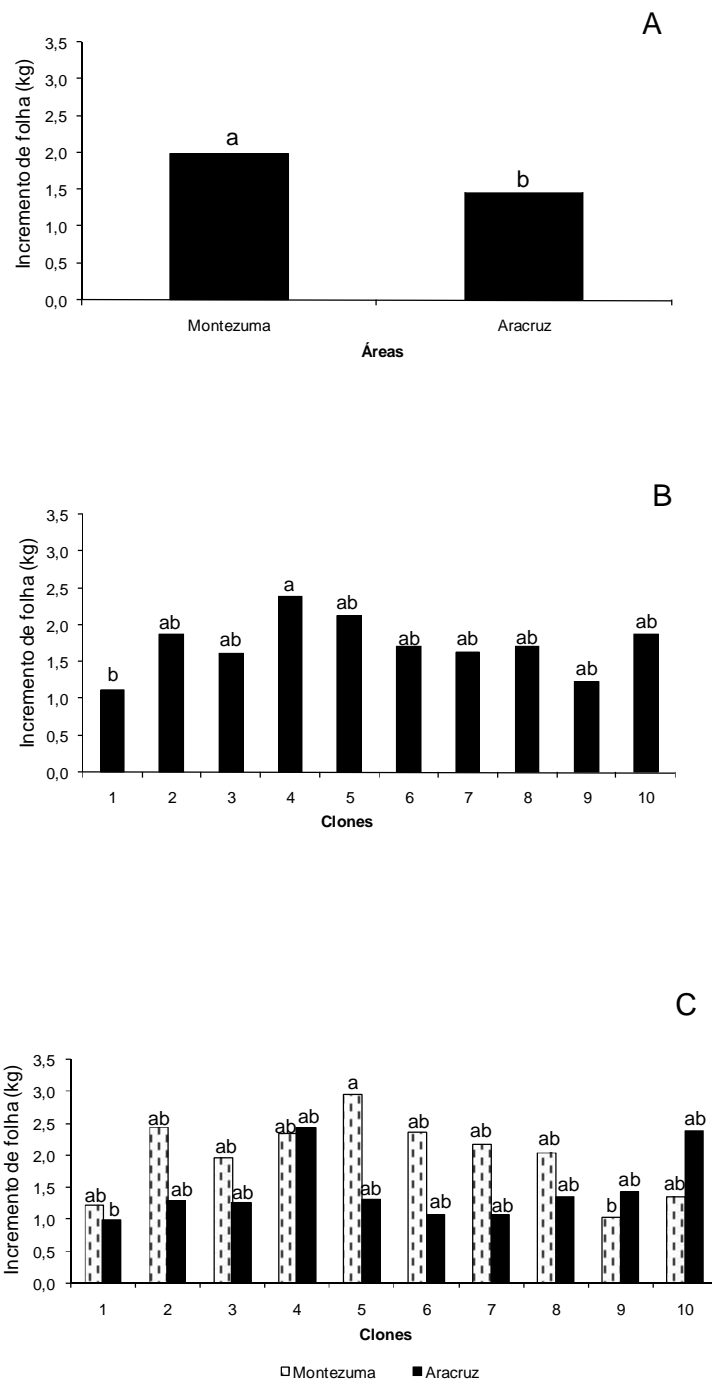 A
Incremento de folha (kg)
3,5
3,0
2,5
2,0
1,5
1,0
0,5
0,0
a
b
Montezuma Aracruz
Áreas
B
Incremento de folha (kg)
3,5
3,0
2,5
2,0
1,5
1,0
0,5
0,0
b ab ab a ab ab ab ab ab ab
1 2 3 4 5 6 7 8 9 10
Clones
C
Incremento de folha (kg)
3,5
3,0
2,5
2,0
1,5
1,0
0,5
0,0
ab b ab ab ab ab ab ab a ab ab ab ab ab ab ab b ab ab ab
1 2 3 4 5 6 7 8 9 10
Clones
Montezuma Aracruz